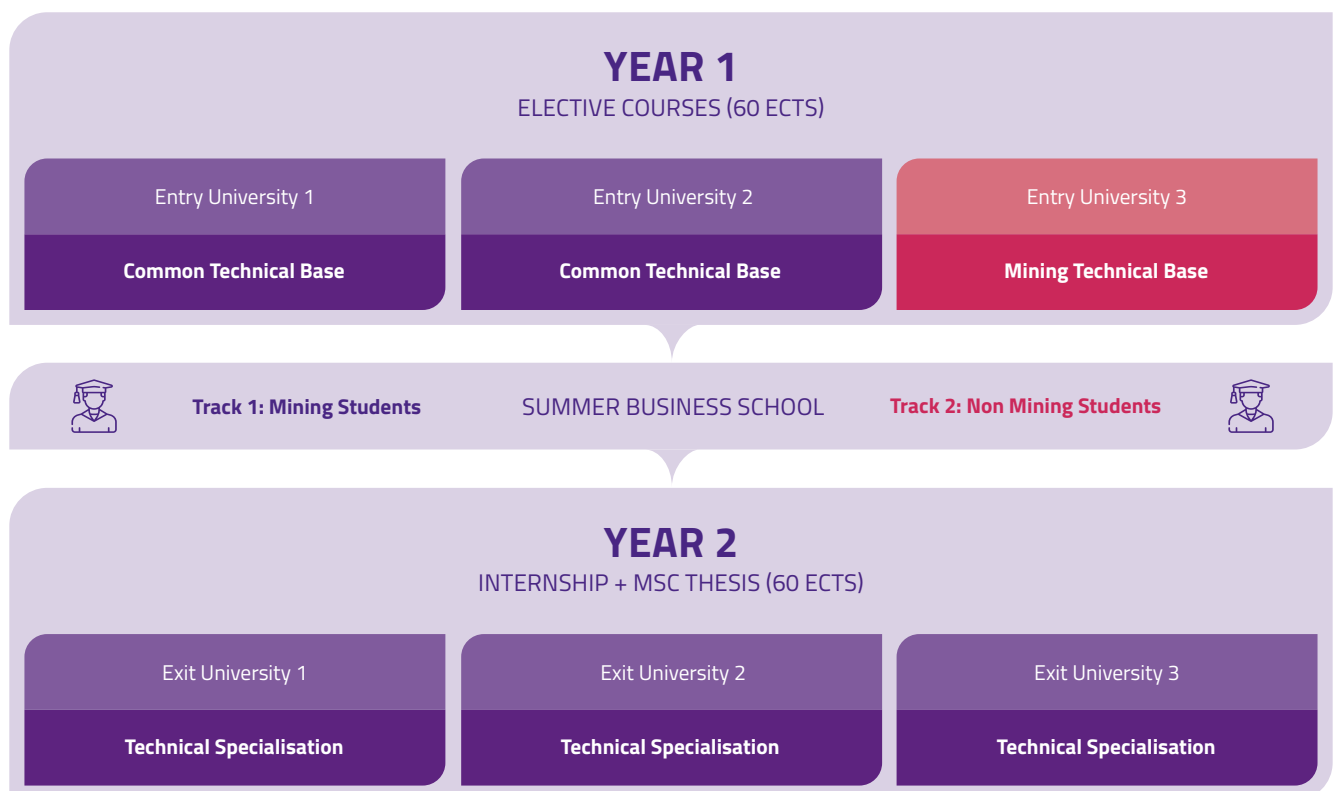 YEAR 1
ELECTIVE COURSES (60 ECTS)
Entry University 1
Entry University 2
Entry University 3
Common Technical Base
Common Technical Base
Mining Technical Base
Track 1: Mining Students
SUMMER BUSINESS SCHOOL
Track 2: Non Mining Students
YEAR 2
INTERNSHIP + MSC THESIS (60 ECTS)
Exit University 1
Exit University 2
Exit University 3
Technical Specialisation
Technical Specialisation
Technical Specialisation